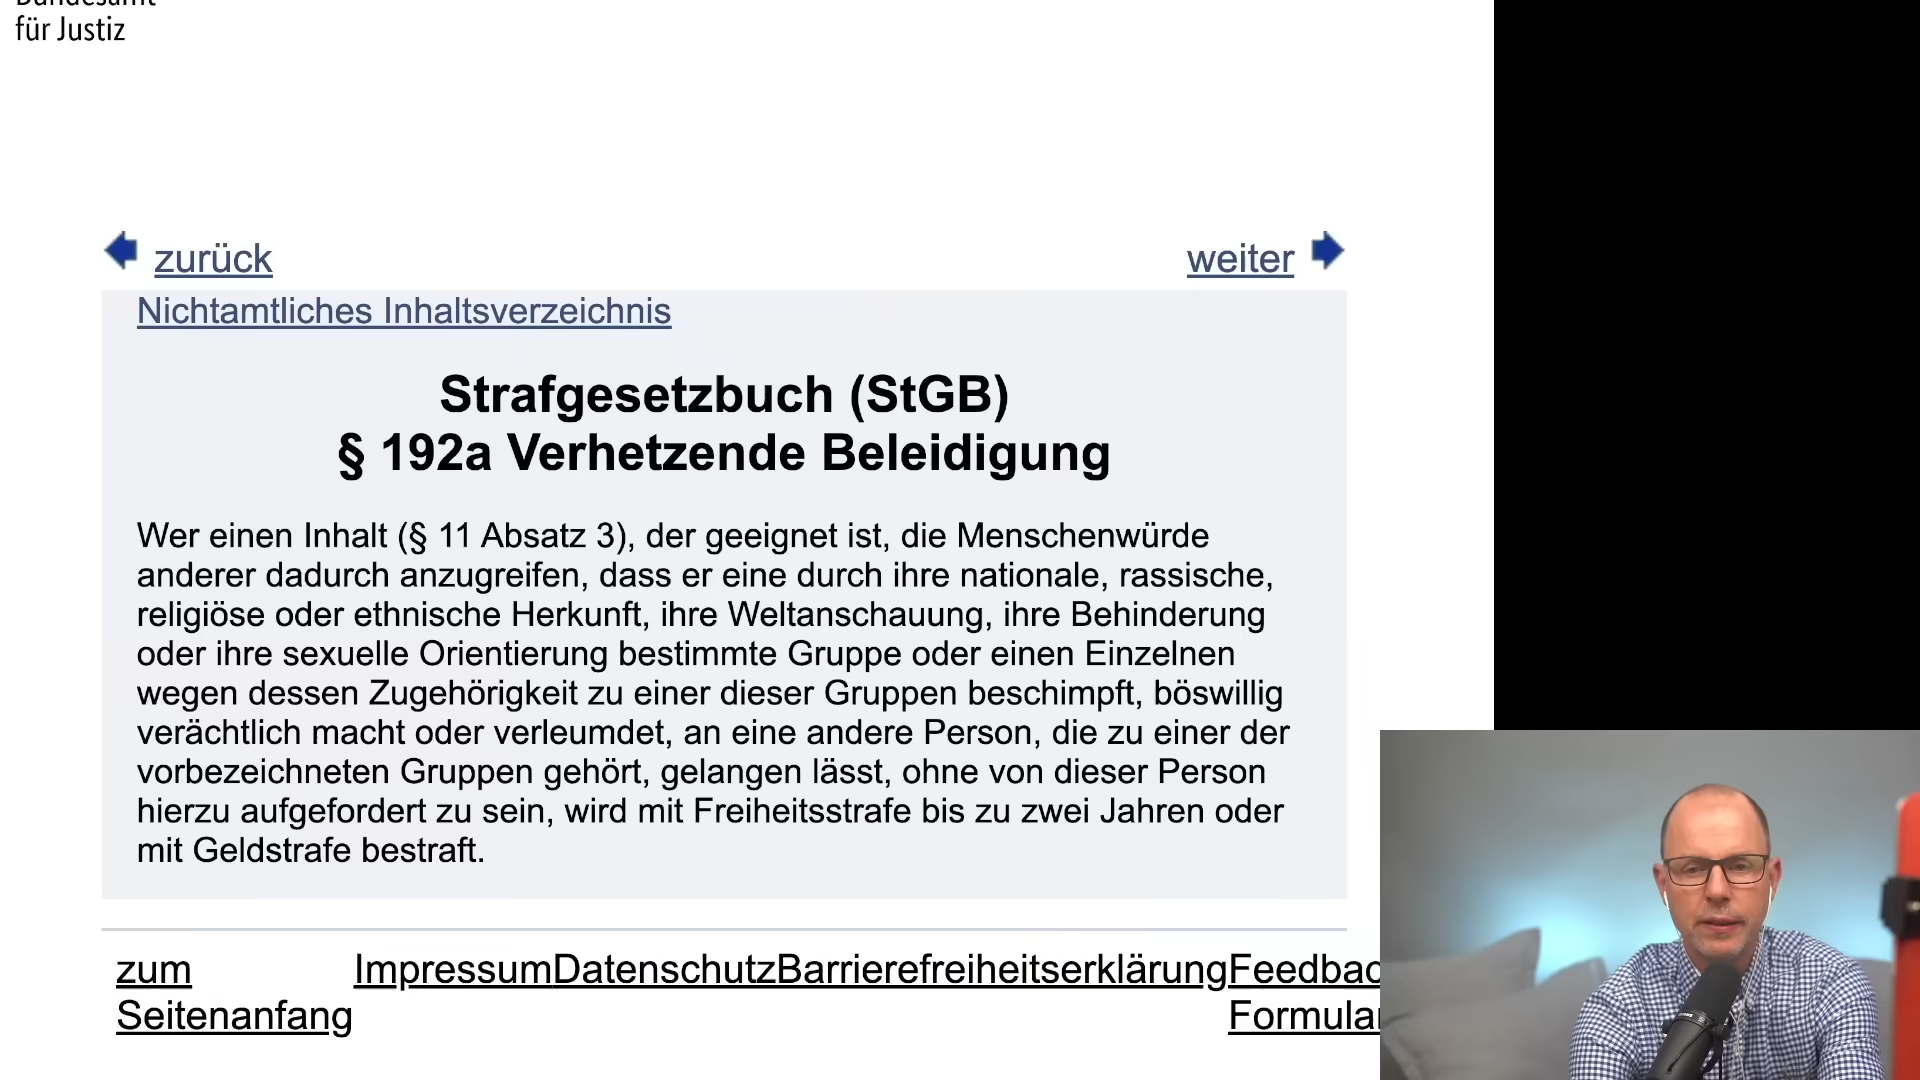 für Justiz
zurück
weiter
Nichtamtliches Inhaltsverzeichnis
Strafgesetzbuch (StGB)
§ 192a Verhetzende Beleidigung
Wer einen Inhalt (§ 11 Absatz 3), der geeignet ist, die Menschenwürde
anderer dadurch anzugreifen, dass er eine durch ihre nationale, rassische,
religiöse oder ethnische Herkunft, ihre Weltanschauung, ihre Behinderung
oder ihre sexuelle Orientierung bestimmte Gruppe oder einen Einzelnen
wegen dessen Zugehörigkeit zu einer dieser Gruppen beschimpft, böswillig
verächtlich macht oder verleumdet, an eine andere Person, die zu einer der
vorbezeichneten Gruppen gehört, gelangen lässt, ohne von dieser Person
hierzu aufgefordert zu sein, wird mit Freiheitsstrafe bis zu zwei Jahren oder
mit Geldstrafe bestraft.
zum Impressum Datenschutz Barrierefreiheitserklärung Feedbac
Seitenanfang Formula